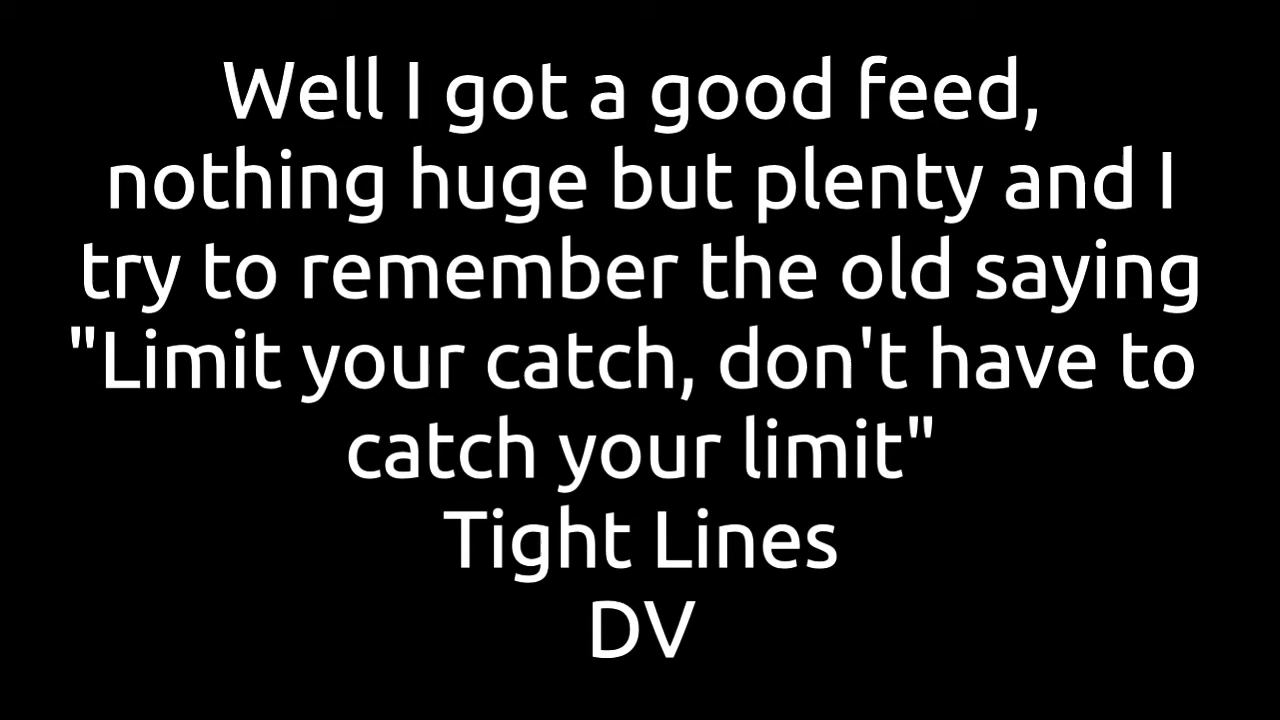 Well I got a good feed,
nothing huge but plenty and I
try to remember the old saying
"Limit your catch, don't have to
catch your limit"
Tight Lines
DV